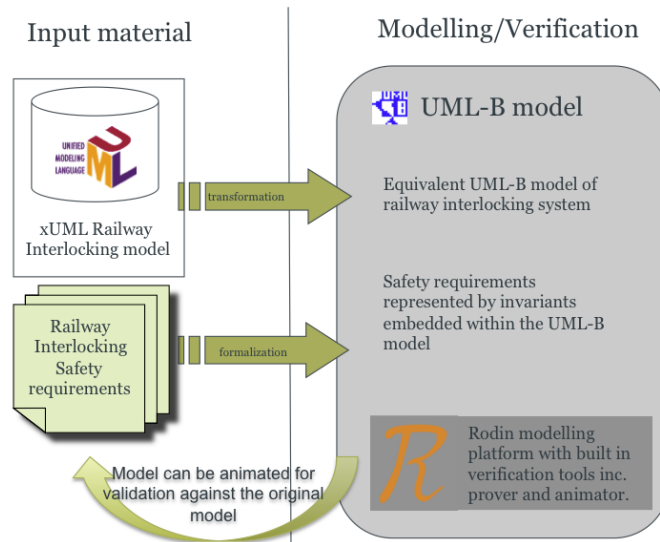 Input material
Modelling/Verification
UNIFIED
MODELING
LANGUAGE
UML
xUML Railway
Interlocking model
UML-B model
transformation
Equivalent UML-B model of
railway interlocking system
Railway
Interlocking
Safety
requirements
formalization
Safety requirements
represented by invariants
embedded within the UML-B
model
Model can be animated for
validation against the original
model
R
Rodin modelling
platform with built in
verification tools inc.
prover and animator.